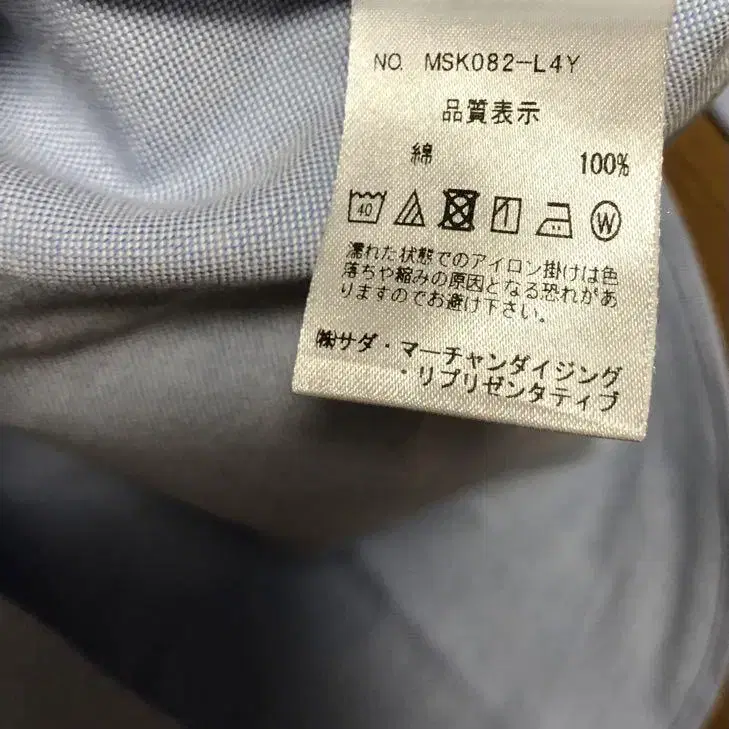 NO. MSK082-L4Y
品質表示
綿 100%
40 W
濡れた状態でのアイロン掛けは色
落ちや縮みの原因となる恐れがあ
りますのでお避け下さい。
㈱サダ・マーチャンダイジング
・リプリゼンタティブ